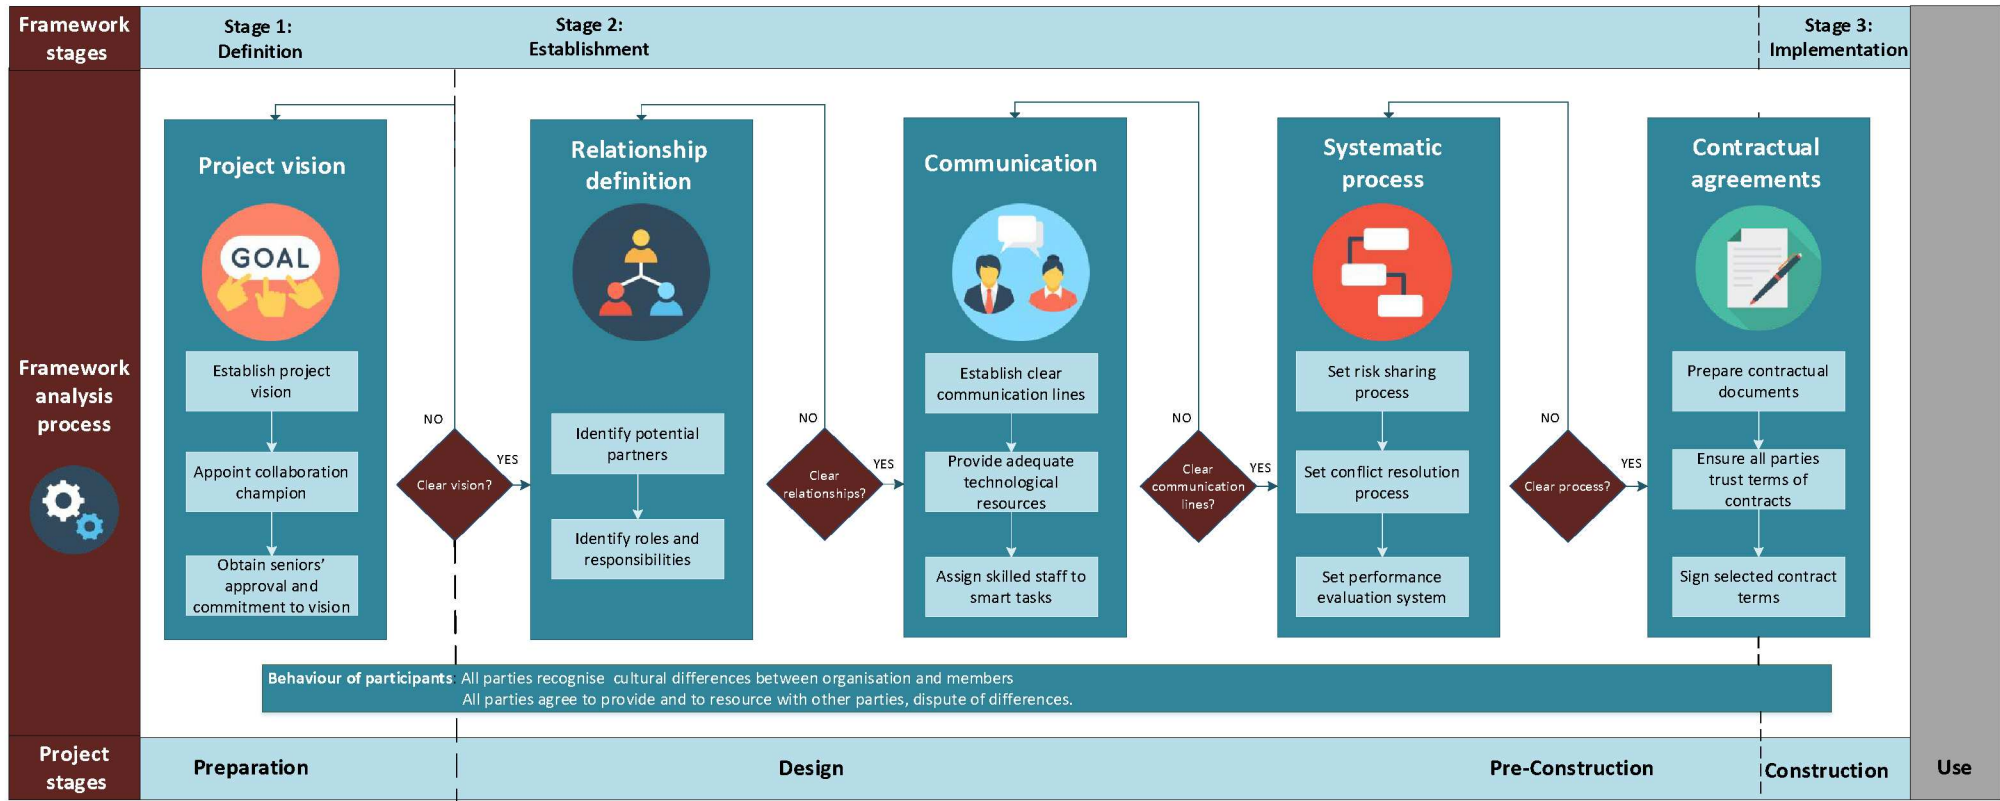 Framework
stages
Stage 1:
Definition
Stage 2:
Establishment
Stage 3:
Implementation
Framework
analysis
process
Project vision
GOAL
Establish project
vision
Appoint collaboration
champion
Obtain seniors’
approval and
commitment to vision
NO
Clear vision?
YES
Relationship
definition
Identify potential
partners
Identify roles and
responsibilities
NO
Clear
relationships?
YES
Communication
Establish clear
communication lines
Provide adequate
technological
resources
Assign skilled staff to
smart tasks
NO
Clear
communication
lines?
YES
Systematic
process
Set risk sharing
process
Set conflict resolution
process
Set performance
evaluation system
NO
Clear process?
YES
Contractual
agreements
Prepare contractual
documents
Ensure all parties
trust terms of
contracts
Sign selected contract
terms
Behaviour of participants: All parties recognise cultural differences between organisation and members
All parties agree to provide and to resource with other parties, dispute of differences.
Project
stages
Preparation
Design
Pre-Construction
Construction
Use